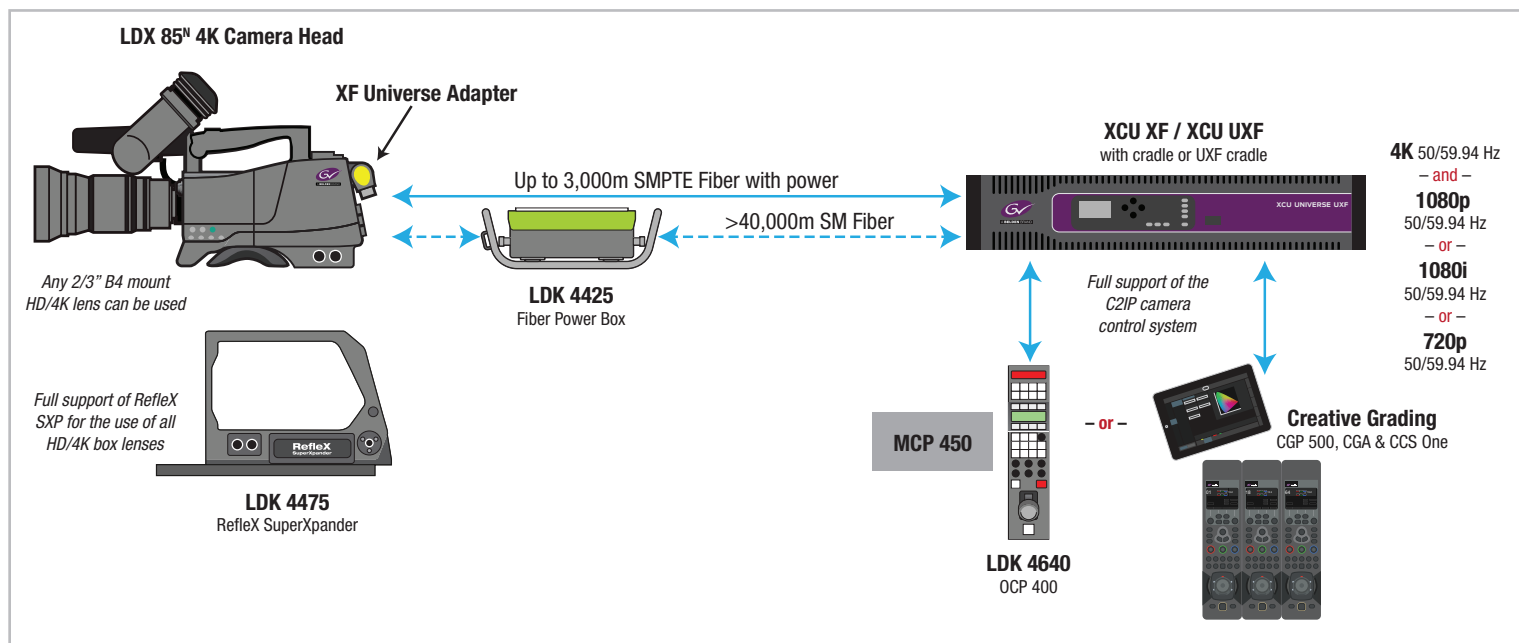 LDX 85ᴺ 4K Camera Head
XF Universe Adapter
Up to 3,000m SMPTE Fiber with power
>40,000m SM Fiber
Any 2/3” B4 mount
HD/4K lens can be used
LDK 4425
Fiber Power Box
XCU XF / XCU UXF
with cradle or UXF cradle
GV
XCU UNIVERSE UXF
4K 50/59.94 Hz
– and –
1080p
50/59.94 Hz
– or –
1080i
50/59.94 Hz
– or –
720p
50/59.94 Hz
Full support of the
C2IP camera
control system
Full support of RefleX
SXP for the use of all
HD/4K box lenses
RefleX
SuperXpander
LDK 4475
RefleX SuperXpander
MCP 450
– or –
LDK 4640
OCP 400
Creative Grading
CGP 500, CGA & CCS One